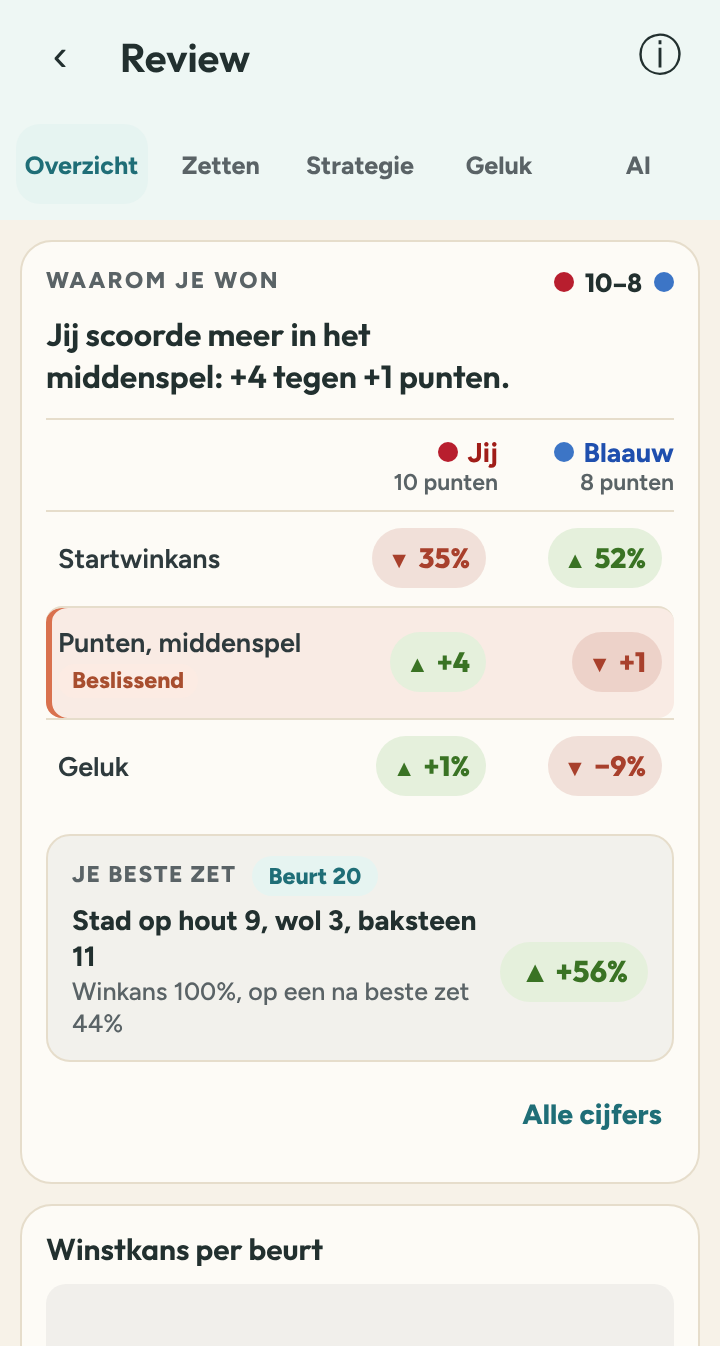 ‹ Review ⓘ
Overzicht Zetten Strategie Geluk AI
WAAROM JE WON 10–8
Jij scoorde meer in het
middenspel: +4 tegen +1 punten.
Jij Blaauw
10 punten 8 punten
Startwinkans ▼ 35% ▲ 52%
Punten, middenspel ▲ +4 ▼ +1
Beslissend
Geluk ▲ +1% ▼ −9%
JE BESTE ZET Beurt 20
Stad op hout 9, wol 3, baksteen
11
▲ +56%
Winkans 100%, op een na beste zet
44%
Alle cijfers
Winstkans per beurt